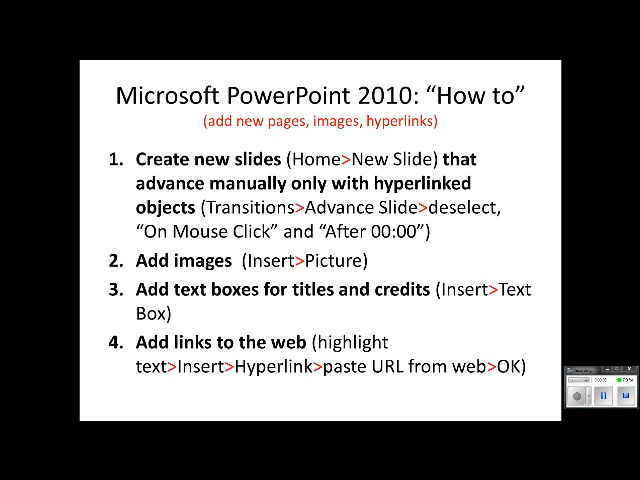 Microsoft PowerPoint 2010: “How to”
(add new pages, images, hyperlinks)
1. Create new slides (Home>New Slide) that
advance manually only with hyperlinked
objects (Transitions>Advance Slide>deselect,
“On Mouse Click” and “After 00:00”)
2. Add images (Insert>Picture)
3. Add text boxes for titles and credits (Insert>Text
Box)
4. Add links to the web (highlight
text>Insert>Hyperlink>paste URL from web>OK)